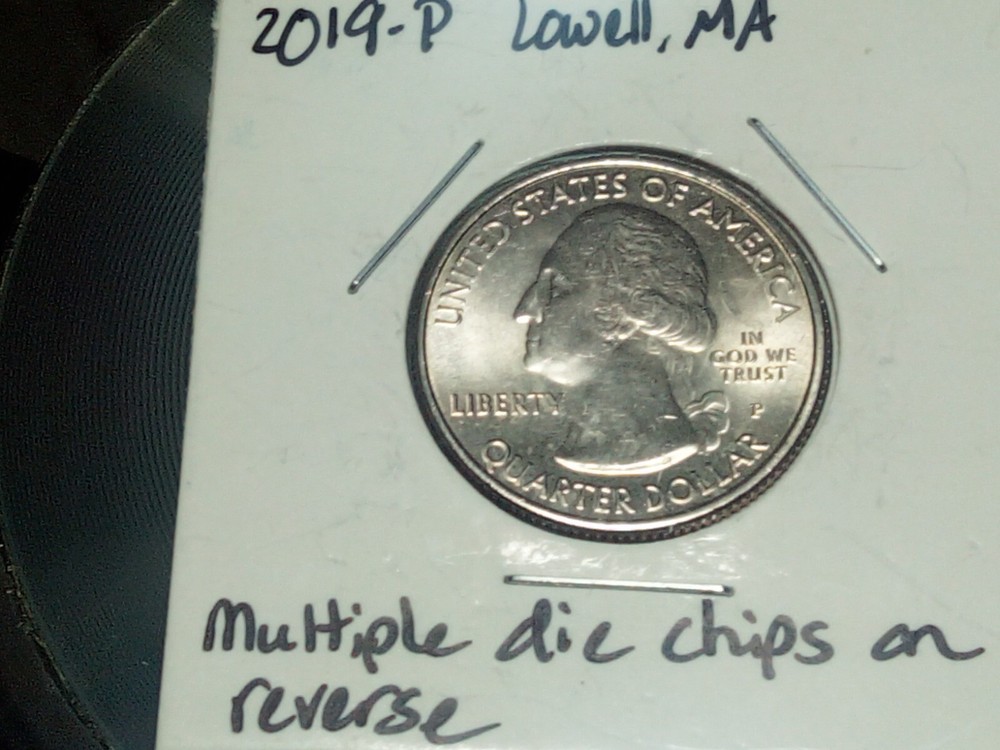 2019-P Lowell, MA
UNITED STATES OF AMERICA
IN
GOD WE
TRUST
LIBERTY
P
QUARTER DOLLAR
Multiple die chips on
reverse